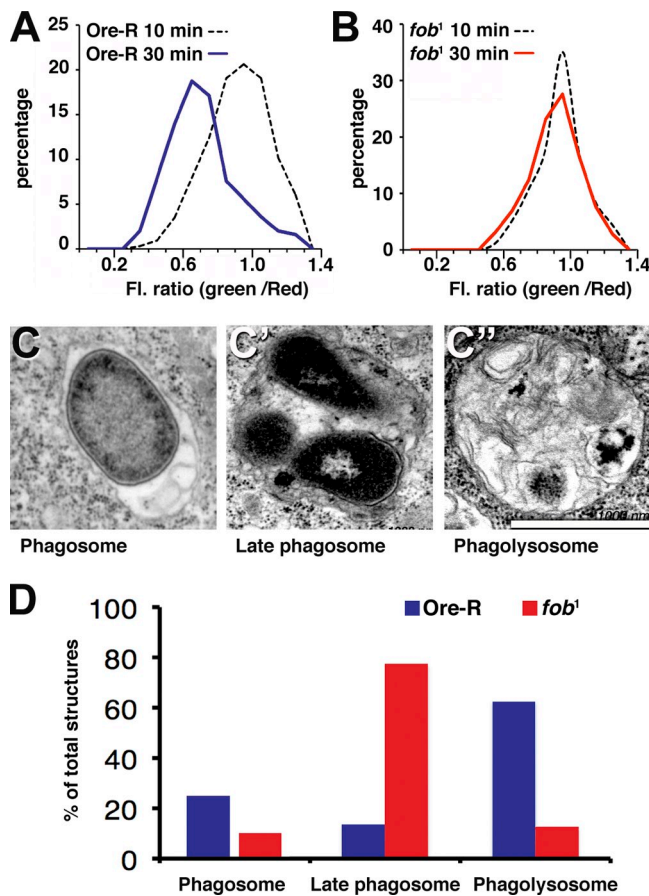 A
Ore-R 10 min
Ore-R 30 min
25
20
15
10
5
0
percentage
0.2 0.6 1.0 1.4
Fl. ratio (green /Red)
B
fob¹ 10 min
fob¹ 30 min
40
30
20
10
0
percentage
0.2 0.6 1.0 1.4
Fl. ratio (green /Red)
C
Phagosome
C'
Late phagosome
C"
1000 nm
Phagolysosome
D
Ore-R fob¹
100
80
60
40
20
0
% of total structures
Phagosome Late phagosome Phagolysosome